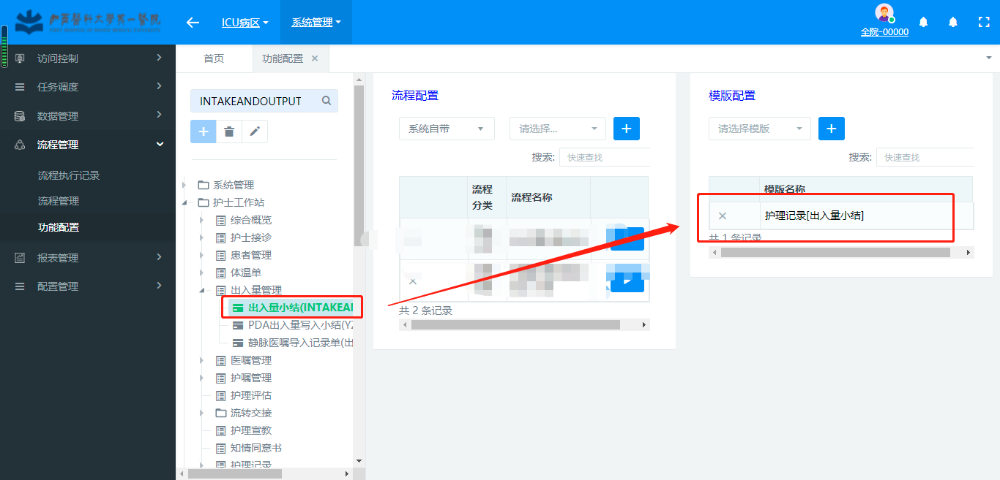 广西医科大学第一医院
ICU病区
系统管理
全院-00000
访问控制
任务调度
数据管理
流程管理
流程执行记录
流程管理
功能配置
报表管理
配置管理
首页
功能配置
INTAKEANDOUTPUT
系统管理
护士工作站
综合概览
护士接诊
患者管理
体温单
出入量管理
出入量小结(INTAKEA
PDA出入量写入小结(YZ
静脉医嘱导入记录单(出
医嘱管理
护嘱管理
护理评估
流转交接
护理宣教
知情同意书
护理记录
流程配置
系统自带
请选择...
搜索: 快速查找
流程分类 流程名称
共 2 条记录
模版配置
请选择模版
搜索: 快速查找
模版名称
护理记录[出入量小结]
共 1 条记录